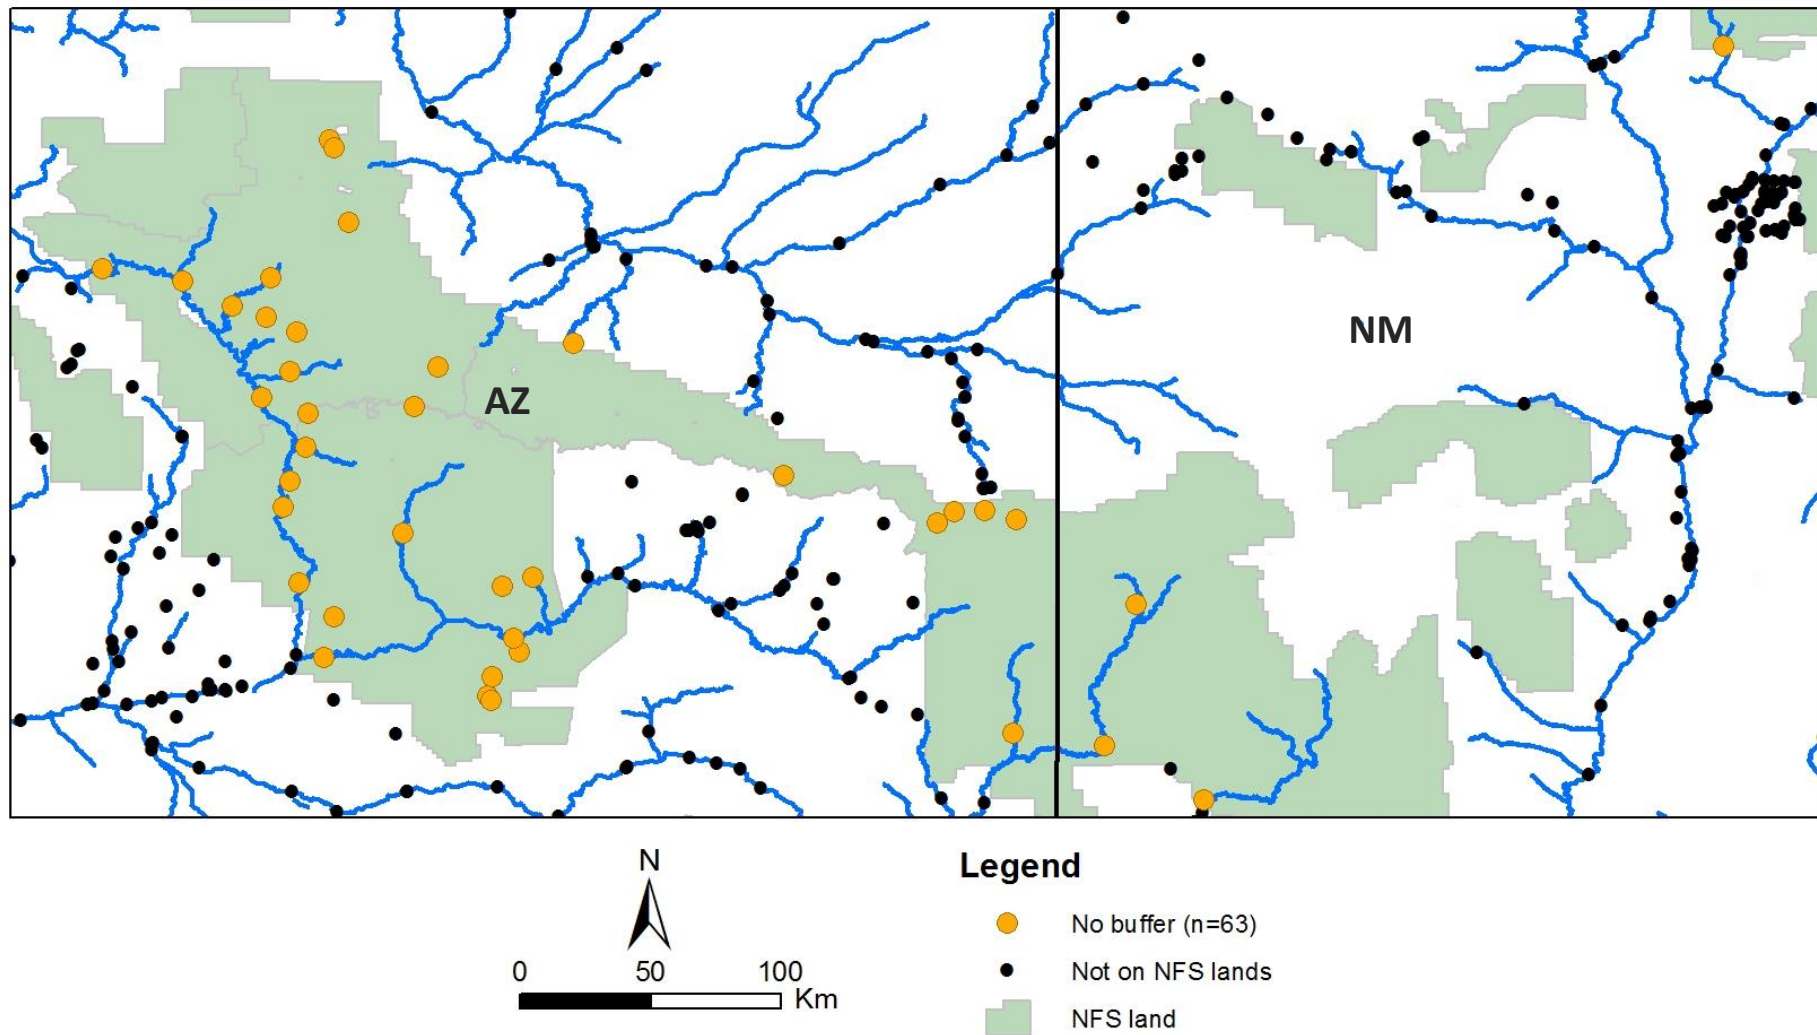 NM
AZ
N
Legend
No buffer (n=63)
0 50 100
Km
Not on NFS lands
NFS land